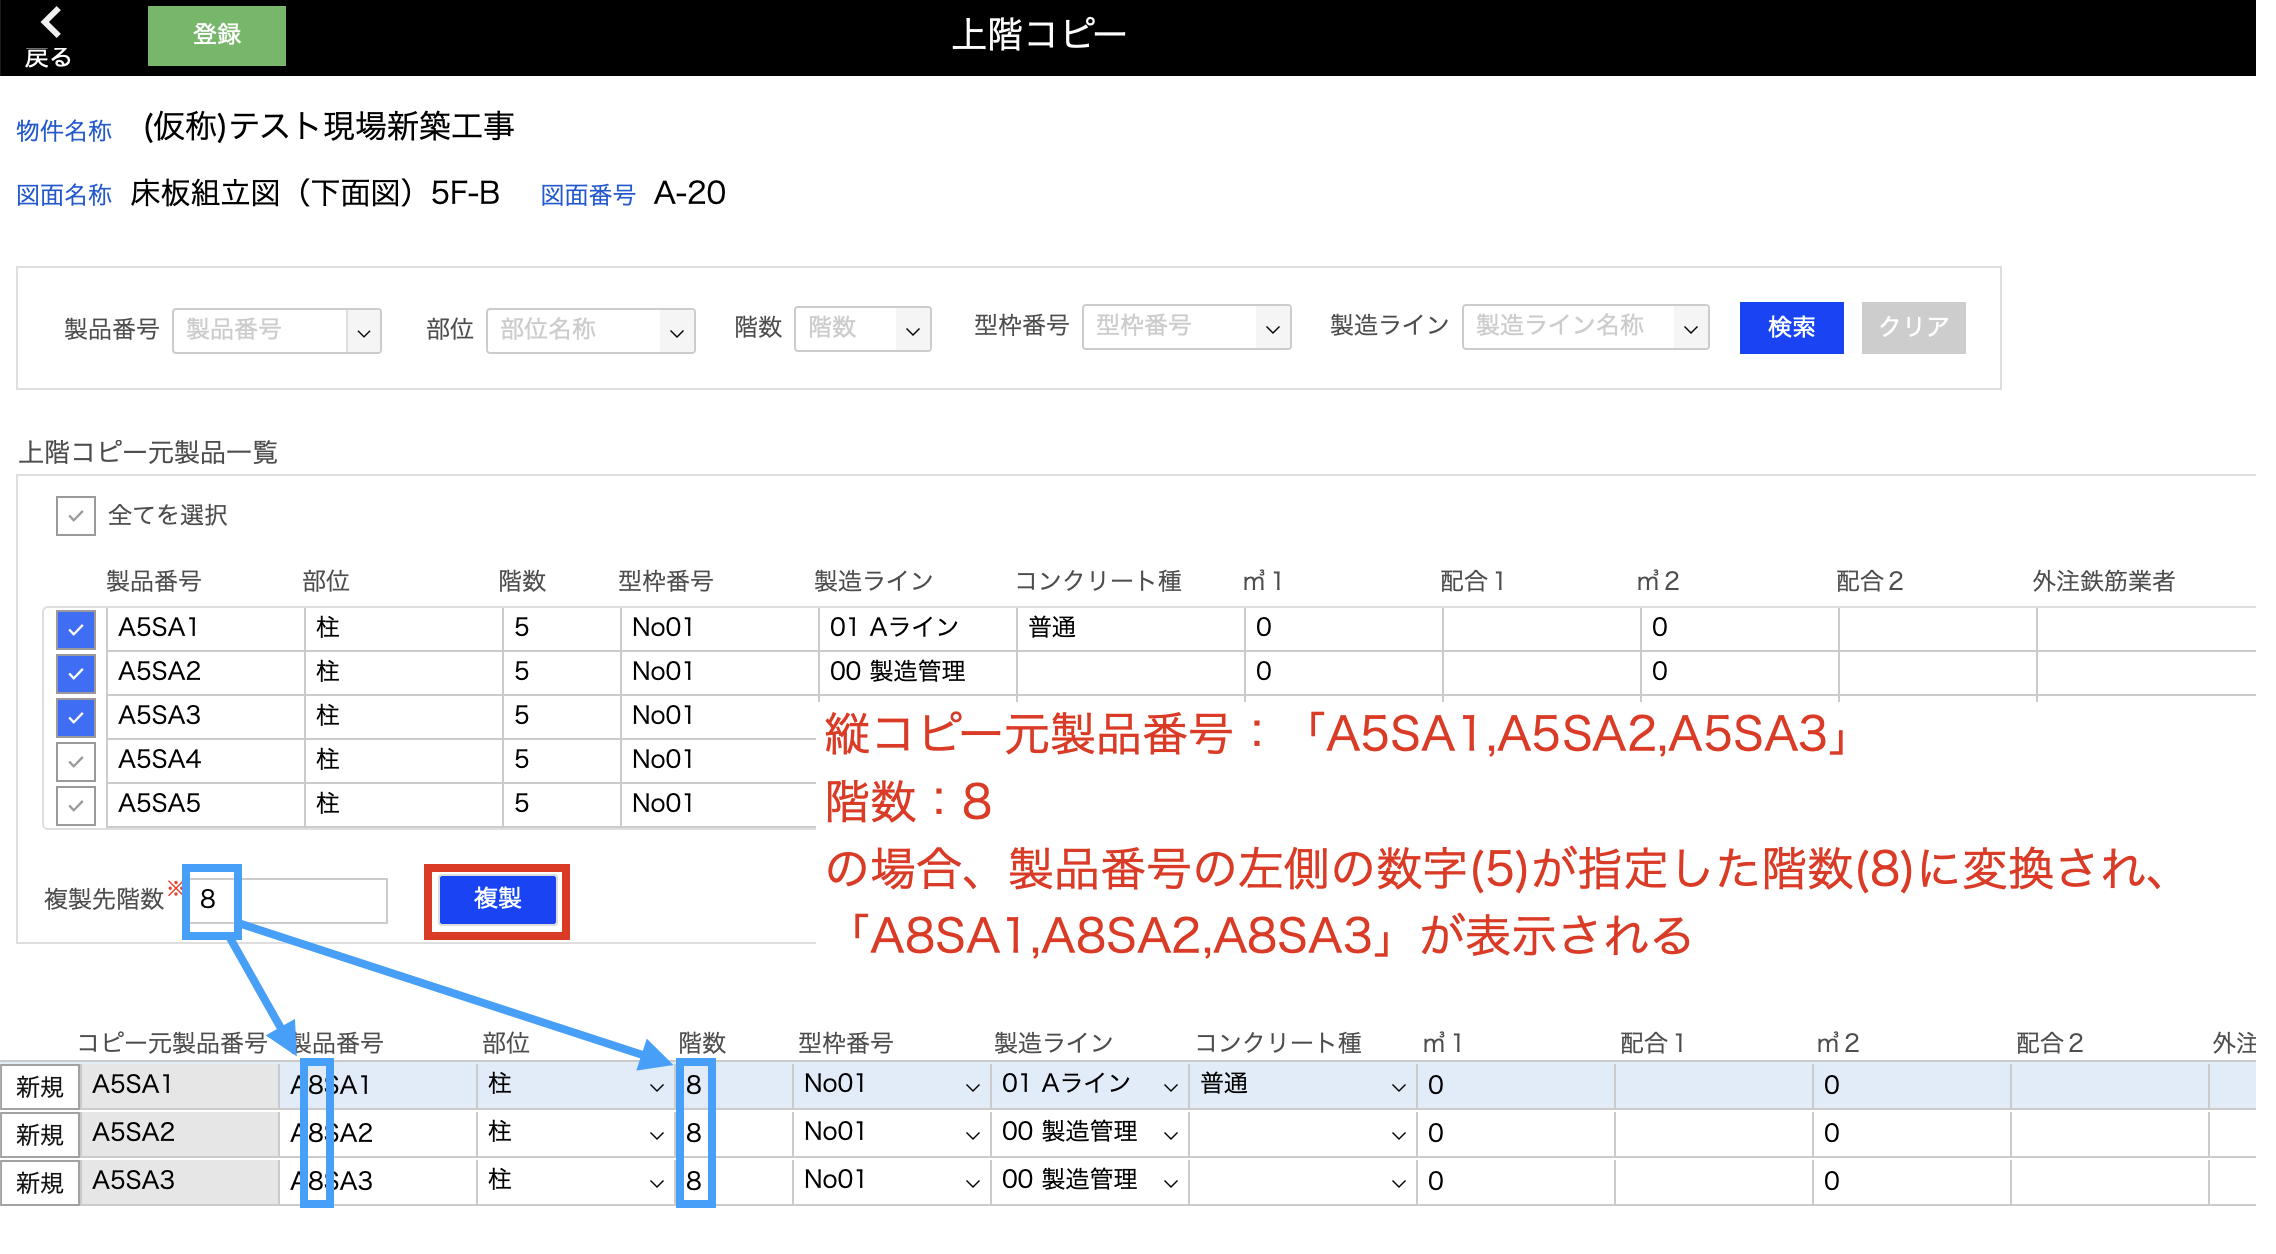 戻る
登録
上階コピー
物件名称 (仮称)テスト現場新築工事
図面名称 床板組立図（下面図）5F-B 図面番号 A-20
製品番号 製品番号 部位 部位名称 階数 階数 型枠番号 型枠番号 製造ライン 製造ライン名称 検索 クリア
上階コピー元製品一覧
全てを選択
製品番号 部位 階数 型枠番号 製造ライン コンクリート種 ㎥1 配合1 ㎥2 配合2 外注鉄筋業者
A5SA1 柱 5 No01 01 Aライン 普通 0 0
A5SA2 柱 5 No01 00 製造管理 0 0
A5SA3 柱 5 No01
A5SA4 柱 5 No01
A5SA5 柱 5 No01
縦コピー元製品番号：「A5SA1,A5SA2,A5SA3」
階数：8
の場合、製品番号の左側の数字(5)が指定した階数(8)に変換され、
「A8SA1,A8SA2,A8SA3」が表示される
複製先階数※ 8 複製
コピー元製品番号 製品番号 部位 階数 型枠番号 製造ライン コンクリート種 ㎥1 配合1 ㎥2 配合2 外注
新規 A5SA1 A8SA1 柱 8 No01 01 Aライン 普通 0 0
新規 A5SA2 A8SA2 柱 8 No01 00 製造管理 0 0
新規 A5SA3 A8SA3 柱 8 No01 00 製造管理 0 0